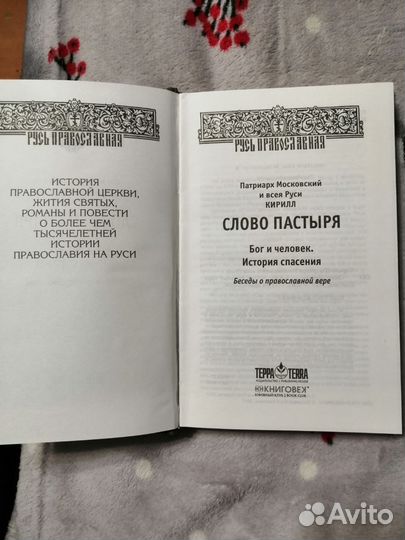 РУСЬ ПРАВОСЛАВНАЯ
ИСТОРИЯ
ПРАВОСЛАВНОЙ ЦЕРКВИ,
ЖИТИЯ СВЯТЫХ,
РОМАНЫ И ПОВЕСТИ
О БОЛЕЕ ЧЕМ
ТЫСЯЧЕЛЕТНЕЙ
ИСТОРИИ
ПРАВОСЛАВИЯ НА РУСИ
РУСЬ ПРАВОСЛАВНАЯ
Патриарх Московский
и всея Руси
КИРИЛЛ
СЛОВО ПАСТЫРЯ
Бог и человек.
История спасения
Беседы о православной вере
ТЕРРА TERRA
КНИГОВЕК
Avito